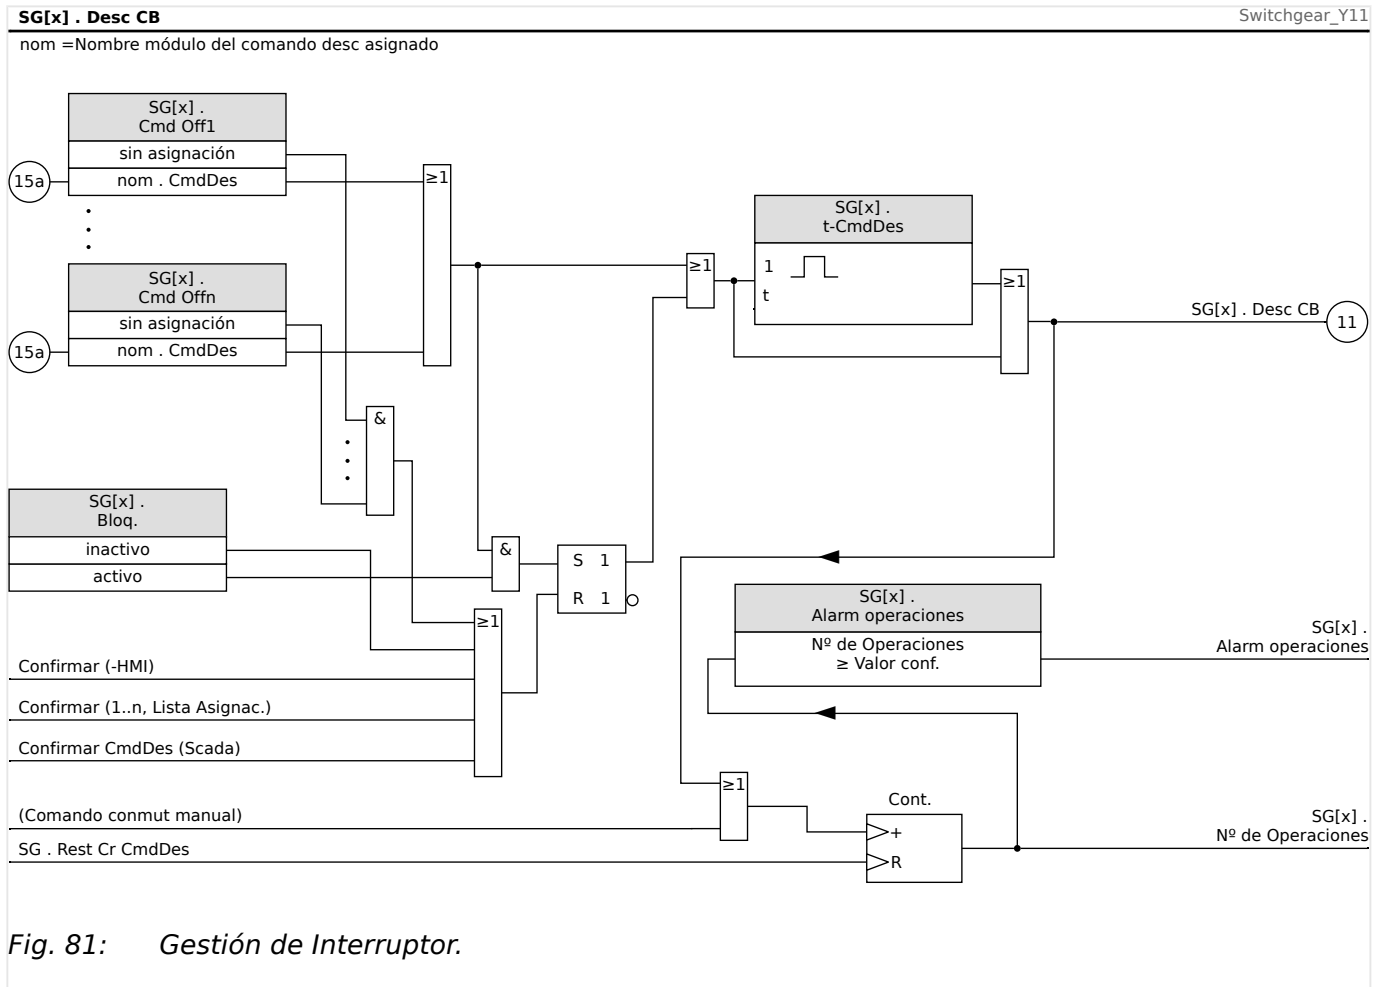 SG[x] . Desc CB
Switchgear_Y11
nom =Nombre módulo del comando desc asignado
SG[x] .
Cmd Off1
sin asignación
15a
nom . CmdDes
≥1
SG[x] .
t-CmdDes
1
t
SG[x] .
Cmd Offn
sin asignación
15a
nom . CmdDes
≥1
≥1
SG[x] . Desc CB
11
&
SG[x] .
Bloq.
inactivo
activo
&
S 1
R 1
≥1
SG[x] .
Alarm operaciones
Nº de Operaciones
≥ Valor conf.
SG[x] .
Alarm operaciones
Confirmar (-HMI)
Confirmar (1..n, Lista Asignac.)
Confirmar CmdDes (Scada)
(Comando conmut manual)
SG . Rest Cr CmdDes
≥1
Cont.
+
R
SG[x] .
Nº de Operaciones
Fig. 81: Gestión de Interruptor.